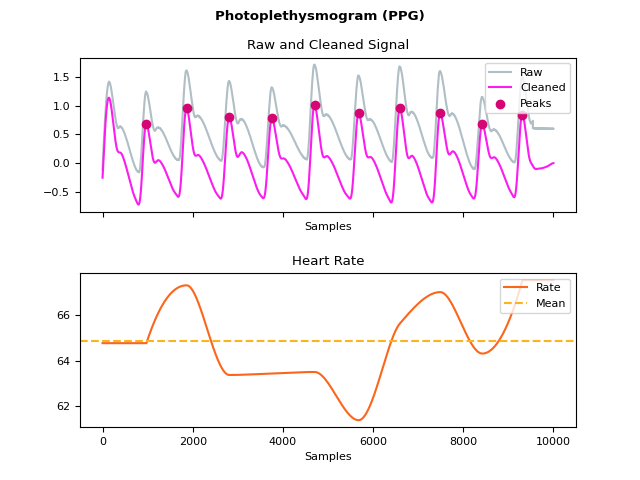 Photoplethysmogram (PPG)
Raw and Cleaned Signal
Raw
Cleaned
Peaks
1.5
1.0
0.5
0.0
−0.5
Samples
Heart Rate
Rate
Mean
66
64
62
0 2000 4000 6000 8000 10000
Samples